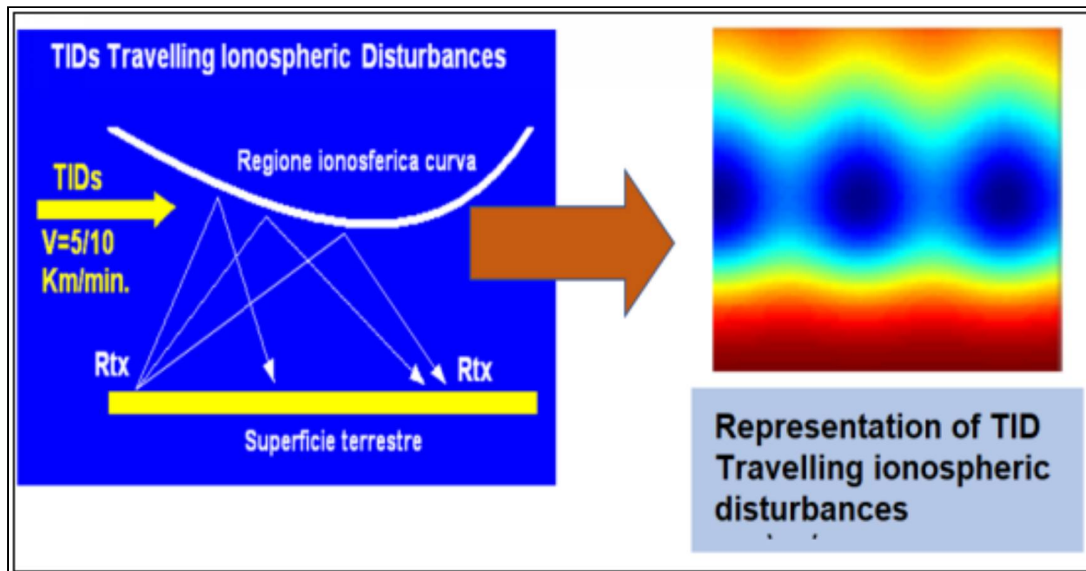 TIDs Travelling Ionospheric Disturbances
Regione ionosferica curva
TIDs
V=5/10
Km/min.
Rtx
Rtx
Superficie terrestre
Representation of TID
Travelling ionospheric
disturbances